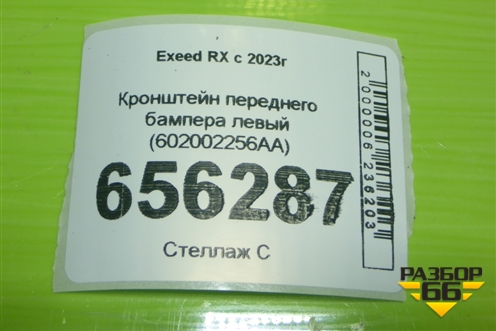 Exeed RX с 2023г
Кронштейн переднего
бампера левый
(602002256AA)
656287
Стеллаж С
2000006236203
РАЗБОР
66